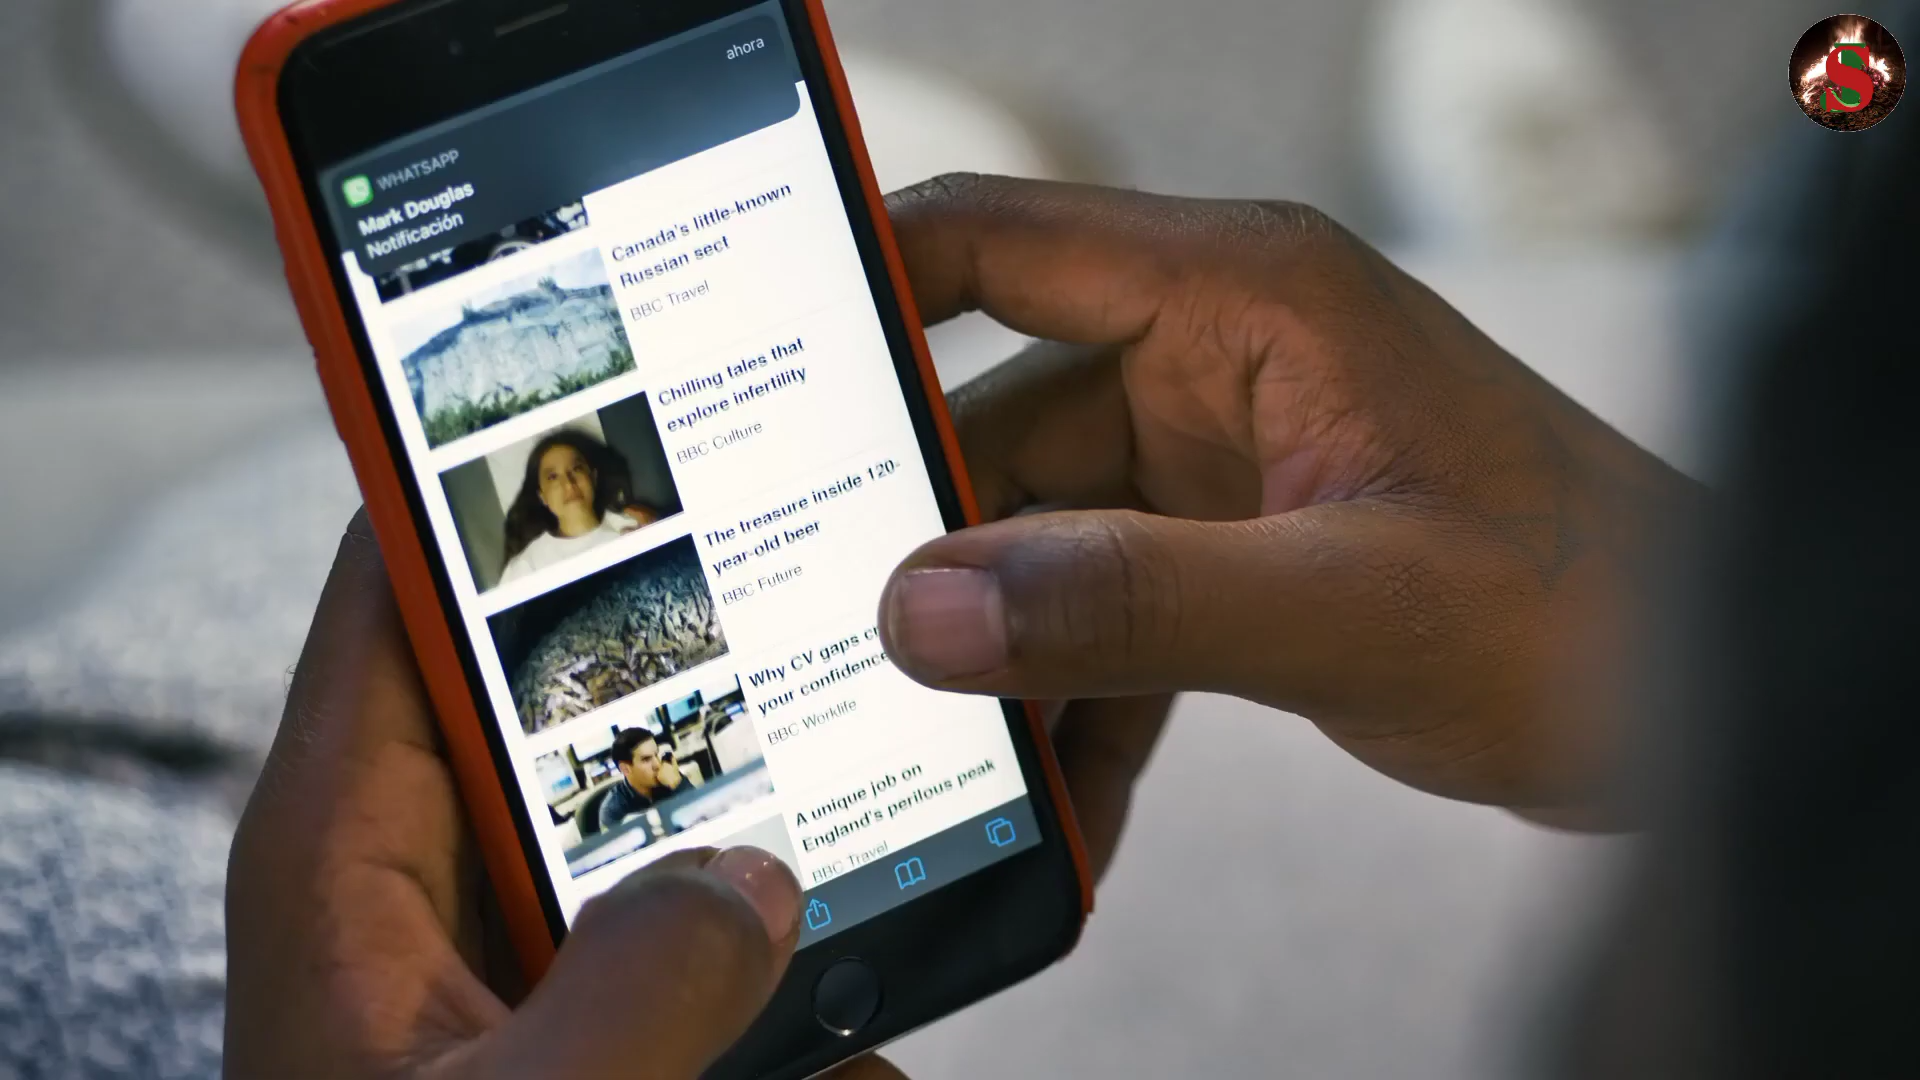 ahora
WHATSAPP
Mark Douglas
Notificación
Canada's little-known
Russian sect
BBC Travel
Chilling tales that
explore infertility
BBC Culture
The treasure inside 120-
year-old beer
BBC Future
Why CV gaps
your confidence
BBC Worklife
A unique job on
England's perilous peak
BBC Travel
S